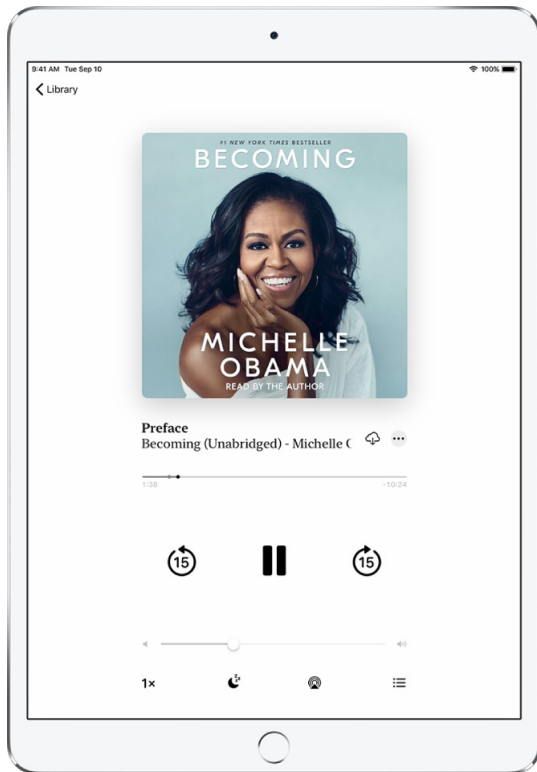 9:41 AM Tue Sep 10
100%
Library
#1 NEW YORK TIMES BESTSELLER
BECOMING
MICHELLE
OBAMA
READ BY THE AUTHOR
Preface
Becoming (Unabridged) - Michelle
1:38
-10:24
15
15
1×
zz